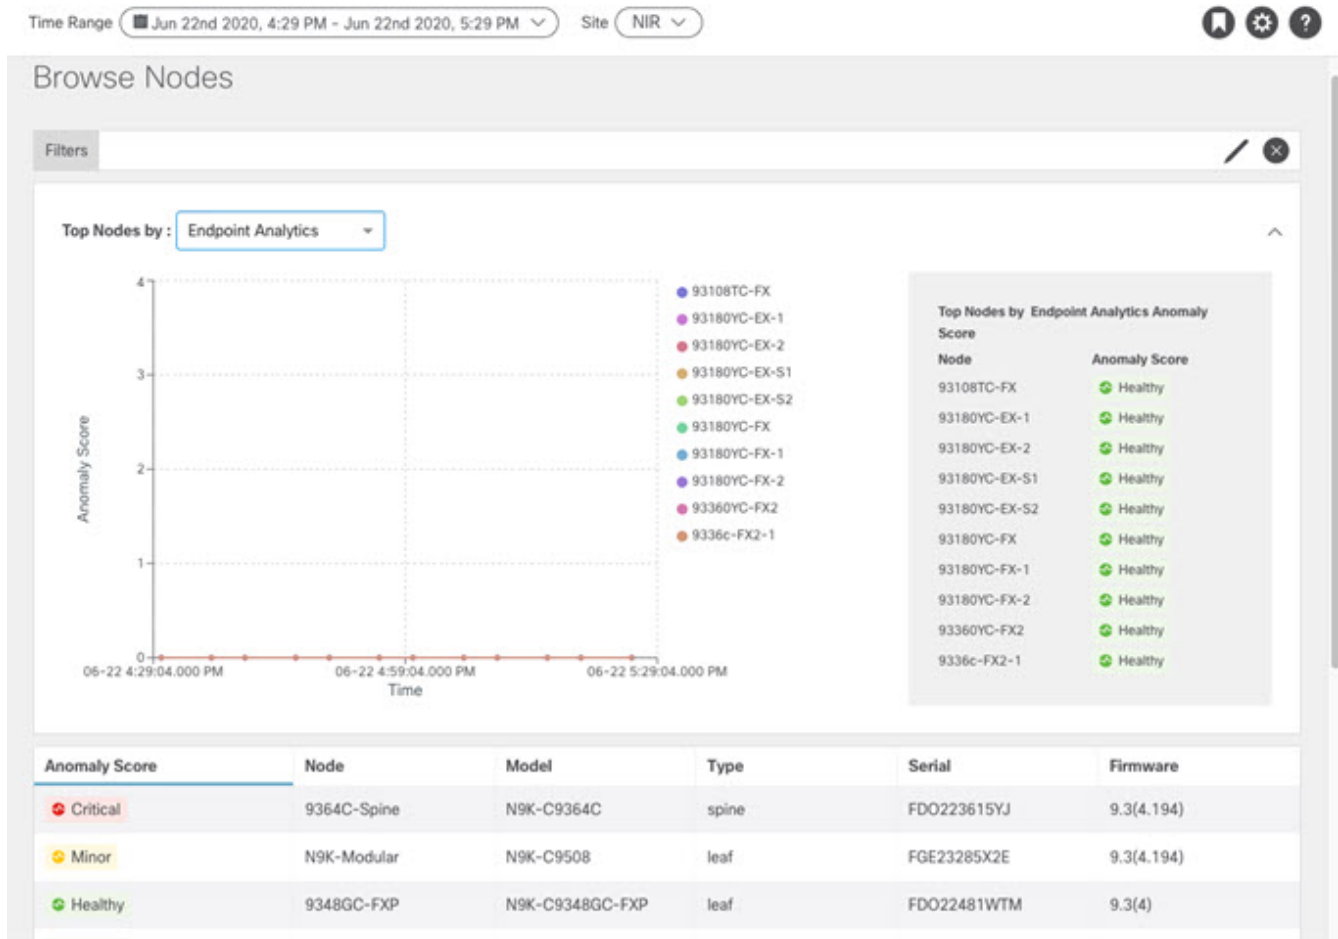 Time Range Jun 22nd 2020, 4:29 PM - Jun 22nd 2020, 5:29 PM Site NIR
Browse Nodes
Filters
Top Nodes by : Endpoint Analytics
4
3
2
1
0
Anomaly Score
06-22 4:29:04.000 PM 06-22 4:59:04.000 PM 06-22 5:29:04.000 PM
Time
93108TC-FX
93180YC-EX-1
93180YC-EX-2
93180YC-EX-S1
93180YC-EX-S2
93180YC-FX
93180YC-FX-1
93180YC-FX-2
93360YC-FX2
9336c-FX2-1
Top Nodes by Endpoint Analytics Anomaly
Score
Node Anomaly Score
93108TC-FX Healthy
93180YC-EX-1 Healthy
93180YC-EX-2 Healthy
93180YC-EX-S1 Healthy
93180YC-EX-S2 Healthy
93180YC-FX Healthy
93180YC-FX-1 Healthy
93180YC-FX-2 Healthy
93360YC-FX2 Healthy
9336c-FX2-1 Healthy
Anomaly Score Node Model Type Serial Firmware
Critical 9364C-Spine N9K-C9364C spine FDO223615YJ 9.3(4.194)
Minor N9K-Modular N9K-C9508 leaf FGE23285X2E 9.3(4.194)
Healthy 9348GC-FXP N9K-C9348GC-FXP leaf FDO22481WTM 9.3(4)